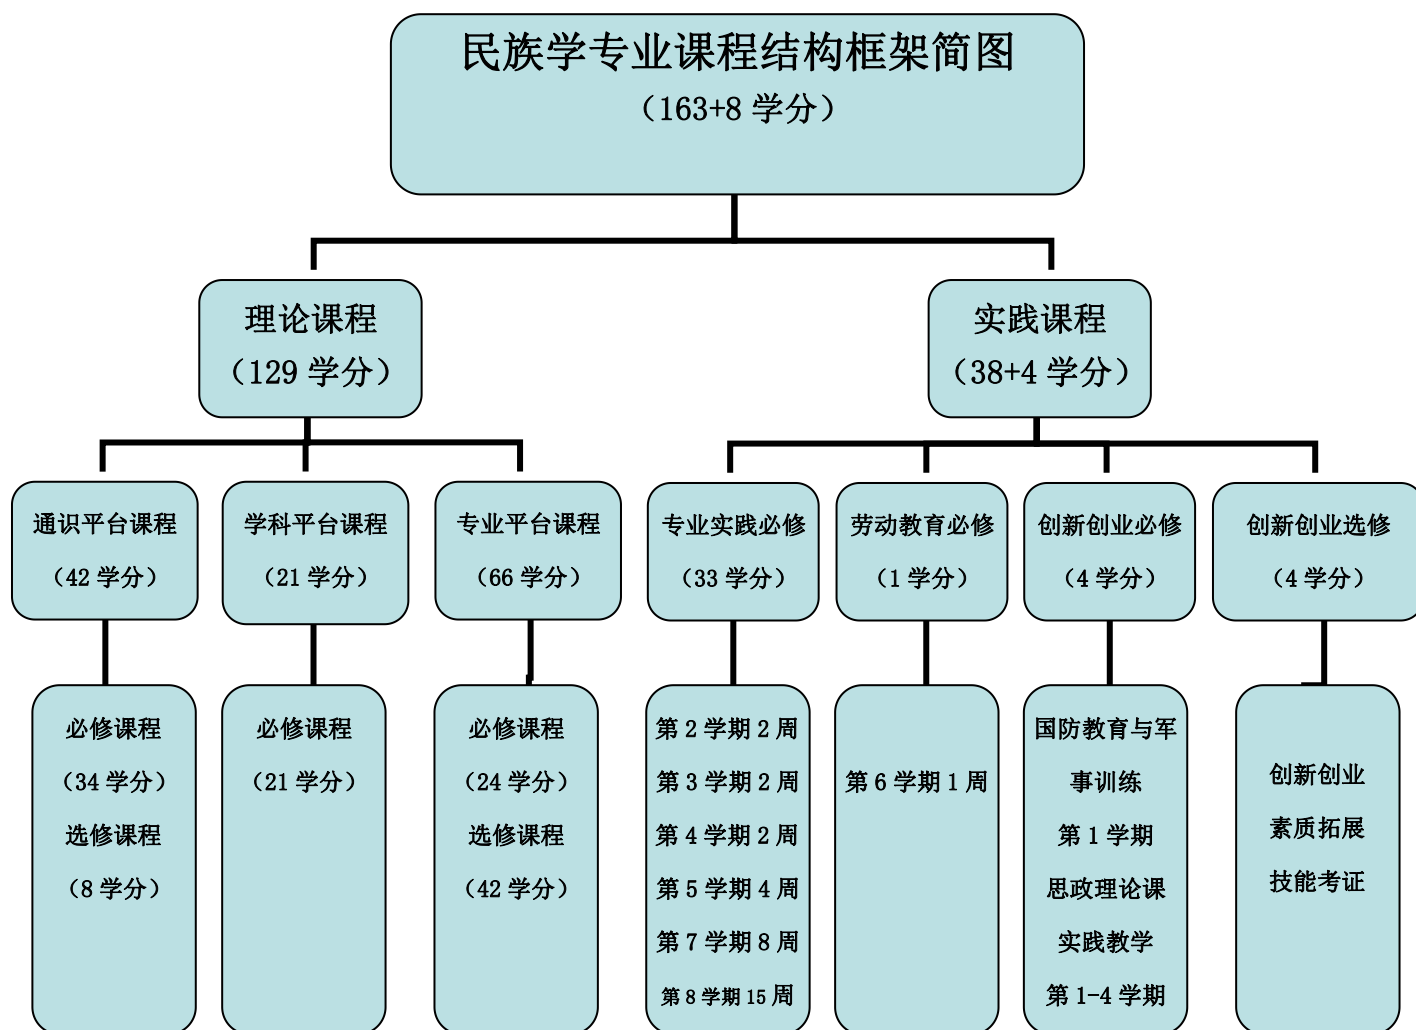 民族学专业课程结构框架简图
（163+8 学分）
理论课程
（129 学分）
实践课程
（38+4 学分）
通识平台课程
（42 学分）
学科平台课程
（21 学分）
专业平台课程
（66 学分）
专业实践必修
（33 学分）
劳动教育必修
（1 学分）
创新创业必修
（4 学分）
创新创业选修
（4 学分）
必修课程
（34 学分）
选修课程
（8 学分）
必修课程
（21 学分）
必修课程
（24 学分）
选修课程
（42 学分）
第 2 学期 2 周
第 3 学期 2 周
第 4 学期 2 周
第 5 学期 4 周
第 7 学期 8 周
第 8 学期 15 周
第 6 学期 1 周
国防教育与军
事训练
第 1 学期
思政理论课
实践教学
第 1-4 学期
创新创业
素质拓展
技能考证